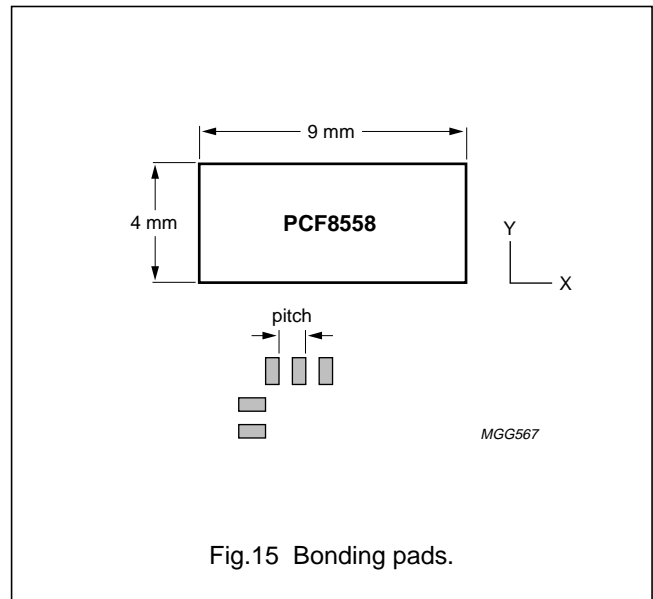 9 mm
4 mm
PCF8558
Y
X
pitch
MGG567
Fig.15 Bonding pads.